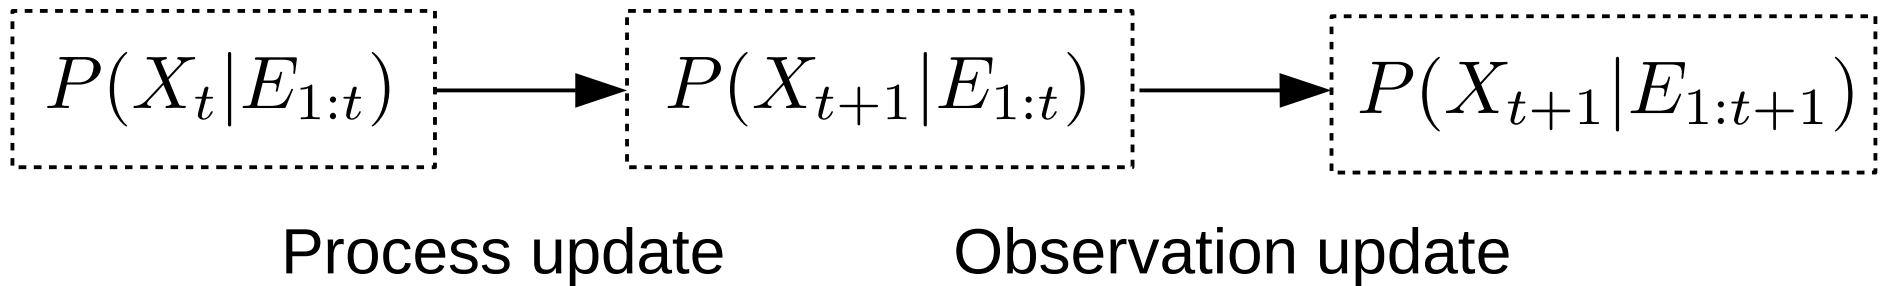 P(X_t|E_{1:t}) P(X_{t+1}|E_{1:t}) P(X_{t+1}|E_{1:t+1})
Process update Observation update